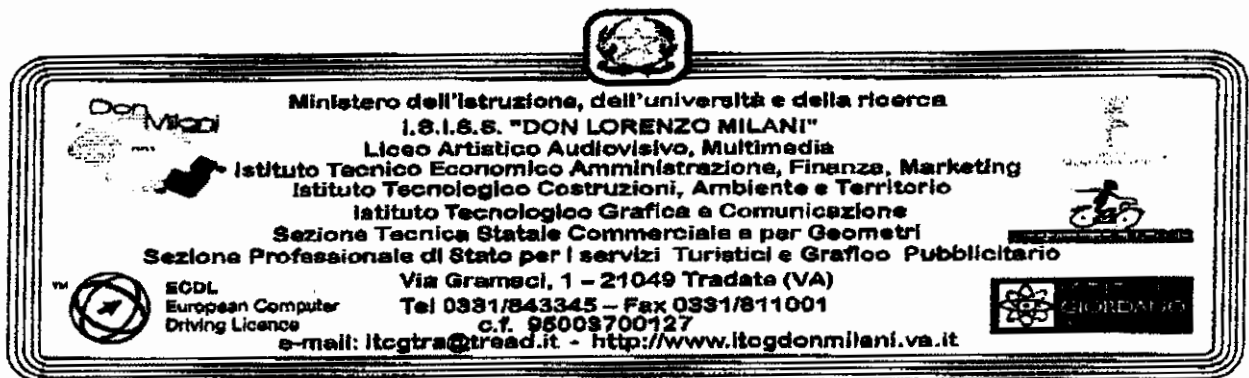 Ministero dell'istruzione, dell'università e della ricerca
I.S.I.S.S. "DON LORENZO MILANI"
Liceo Artistico Audiovisivo, Multimedia
Istituto Tecnico Economico Amministrazione, Finanza, Marketing
Istituto Tecnologico Costruzioni, Ambiente e Territorio
Istituto Tecnologico Grafica e Comunicazione
Sezione Tecnica Statale Commerciale e per Geometri
Sezione Professionale di Stato per i servizi Turistici e Grafico Pubblicitario
Via Gramsci, 1 – 21049 Tradate (VA)
Tel 0331/843345 – Fax 0331/811001
c.f. 95003700127
e-mail: itcgtra@tread.it - http://www.itcgdonmilani.va.it
Don
Milani
TM
ECDL
European Computer
Driving Licence
GIORDANO